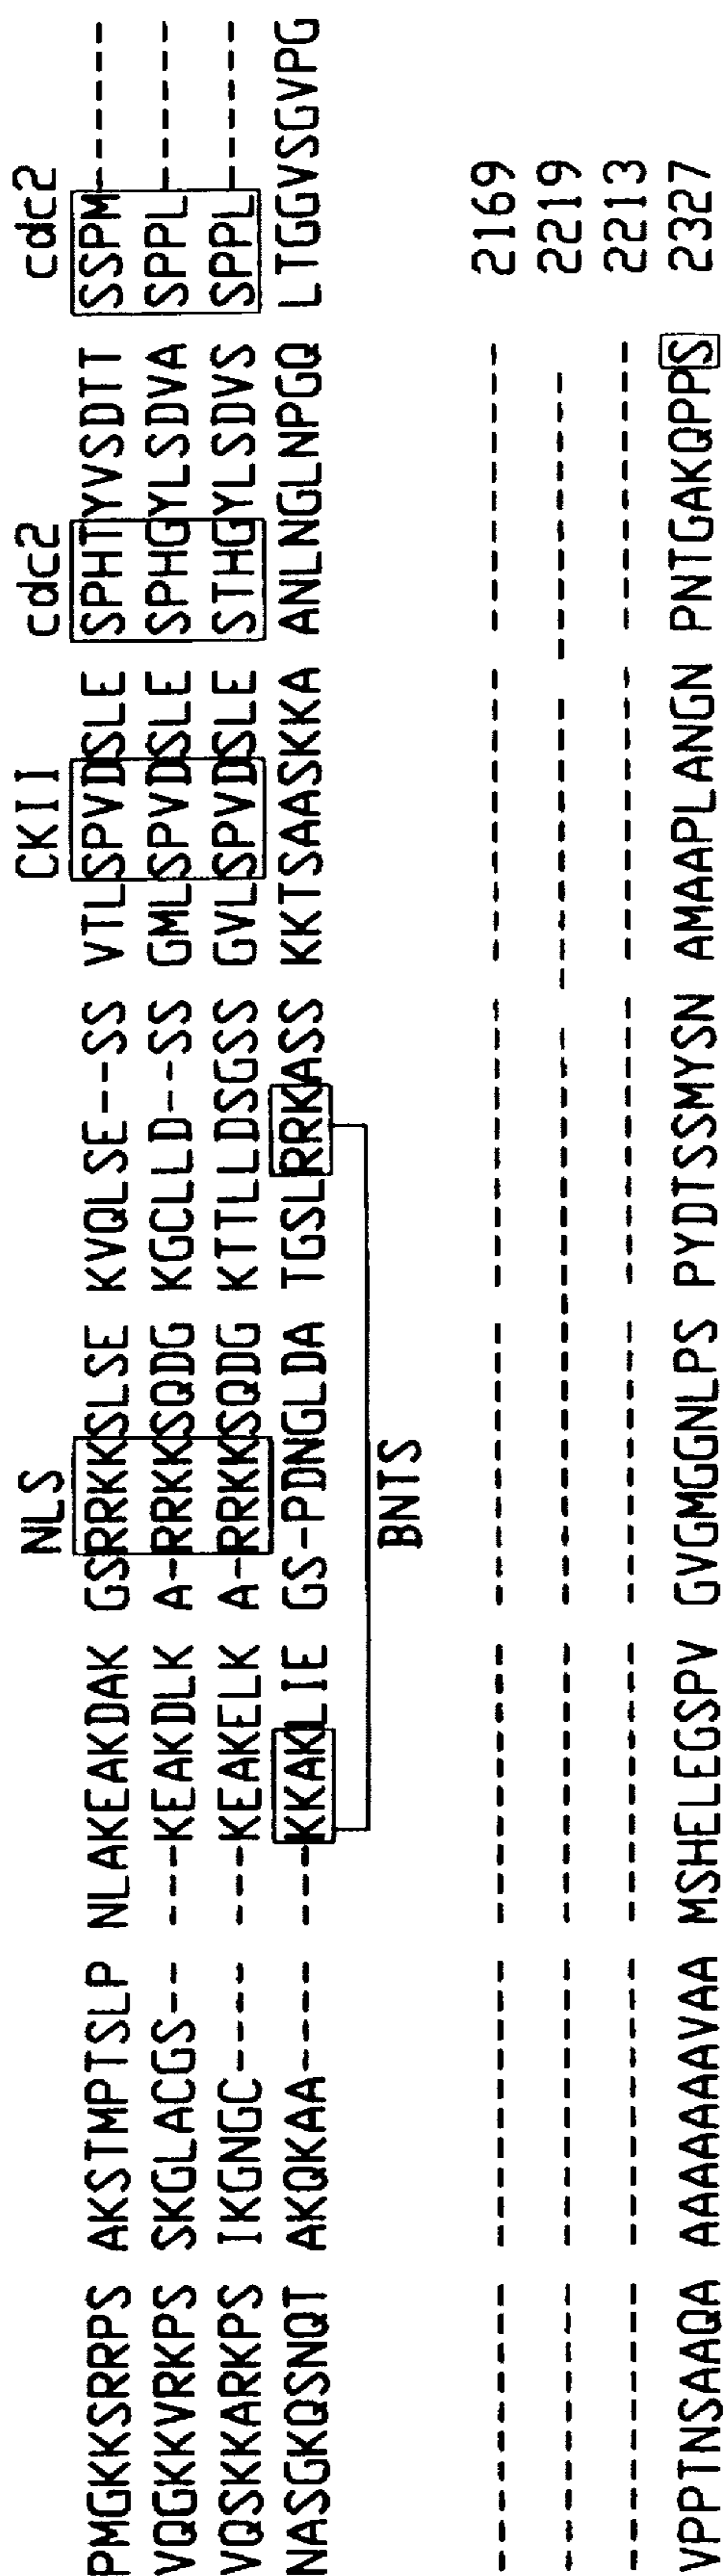 NLS CKII cdc2 cdc2
PMGKKSRRPS AKSTMPTSLP NLAKEAKDAK GSRRKKSLSE KVQLSE--SS VTLSPVDSLE SPHTYVSDTT SSPM------
VQGKKVRKPS SKGLACGS-- ---KEAKDLK A-RRKKSQDG KGCLLD--SS GMLSPVDSLE SPHGYLSDVA SPPL------
VQSKKARKPS IKGNGC---- ---KEAKELK A-RRKKSQDG KTTLLDSGSS GVLSPVDSLE STHGYLSDVS SPPL------
NASGKQSNQT AKQKAA---- ---KKAKLIE GS-PDNGLDA TGSLRRKASS KKTSAASKKA ANLNGLNPGQ LTGGVSGVPG
BNTS
---------- ---------- ---------- ---------- ---------- ---------- ---------- 2169
---------- ---------- ---------- ---------- ---------- ---------- ---------- 2219
---------- ---------- ---------- ---------- ---------- ---------- ---------- 2213
VPPTNSAAQA AAAAAAAVAA MSHELEGSPV GVGMGGNLPS PYDTSSMYSN AMAAPLANGN PNTGAKQPPS 2327